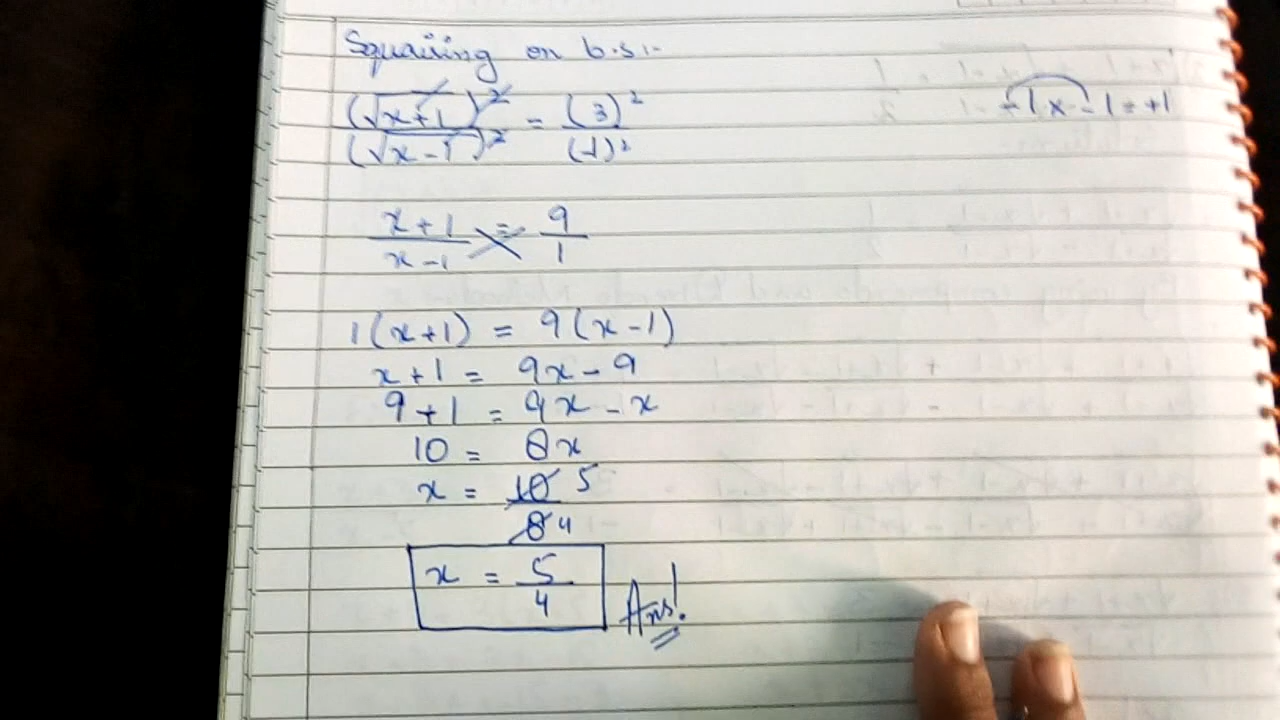 Squaring on b.s:-
(√x+1)² / (√x-1)² = (3)² / (1)²
-1 x -1 = +1
x+1 / x-1 = 9 / 1
1(x+1) = 9(x-1)
x+1 = 9x-9
9+1 = 9x-x
10 = 8x
x = 10 5
8 4
x = 5 / 4
Ans!